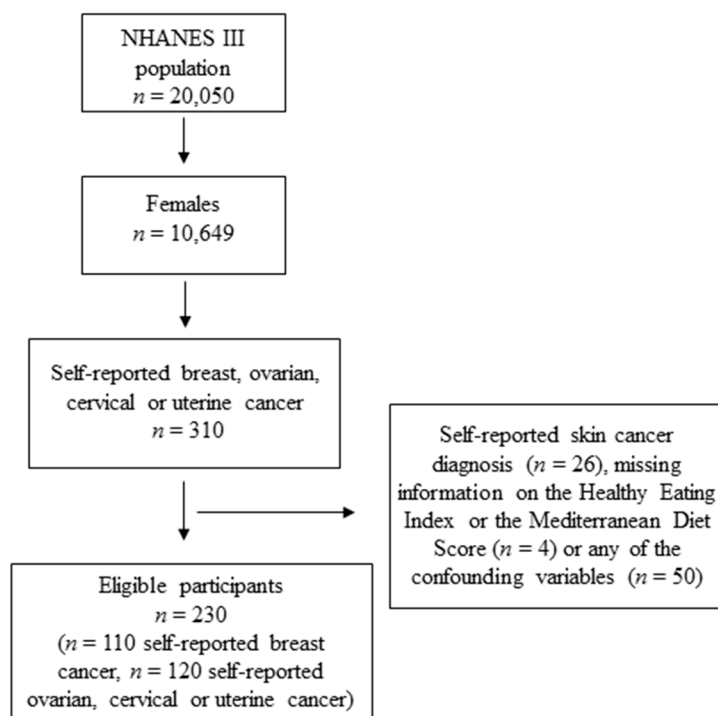 NHANES III
population
n = 20,050
Females
n = 10,649
Self-reported breast, ovarian,
cervical or uterine cancer
n = 310
Self-reported skin cancer
diagnosis (n = 26), missing
information on the Healthy Eating
Index or the Mediterranean Diet
Score (n = 4) or any of the
confounding variables (n = 50)
Eligible participants
n = 230
(n = 110 self-reported breast
cancer, n = 120 self-reported
ovarian, cervical or uterine cancer)